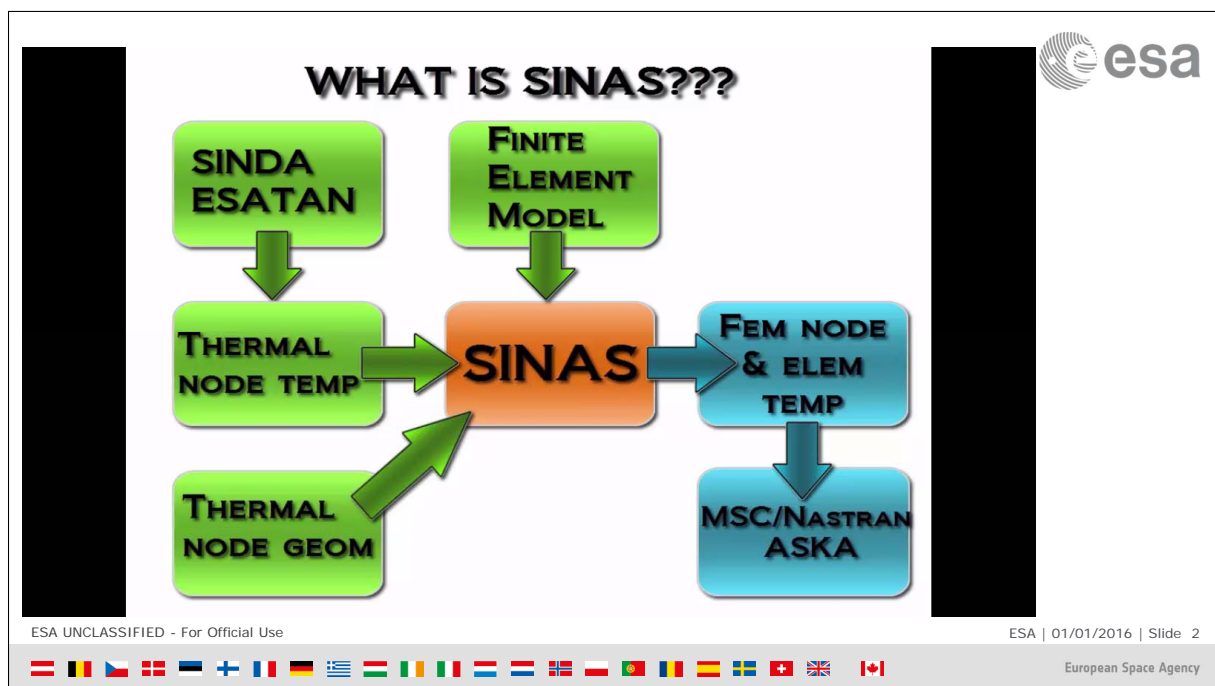 esa
WHAT IS SINAS???
SINDA
ESATAN
FINITE
ELEMENT
MODEL
THERMAL
NODE TEMP
SINAS
FEM NODE
& ELEM
TEMP
THERMAL
NODE GEOM
MSC/NASTRAN
ASKA
ESA UNCLASSIFIED - For Official Use
ESA | 01/01/2016 | Slide 2
European Space Agency